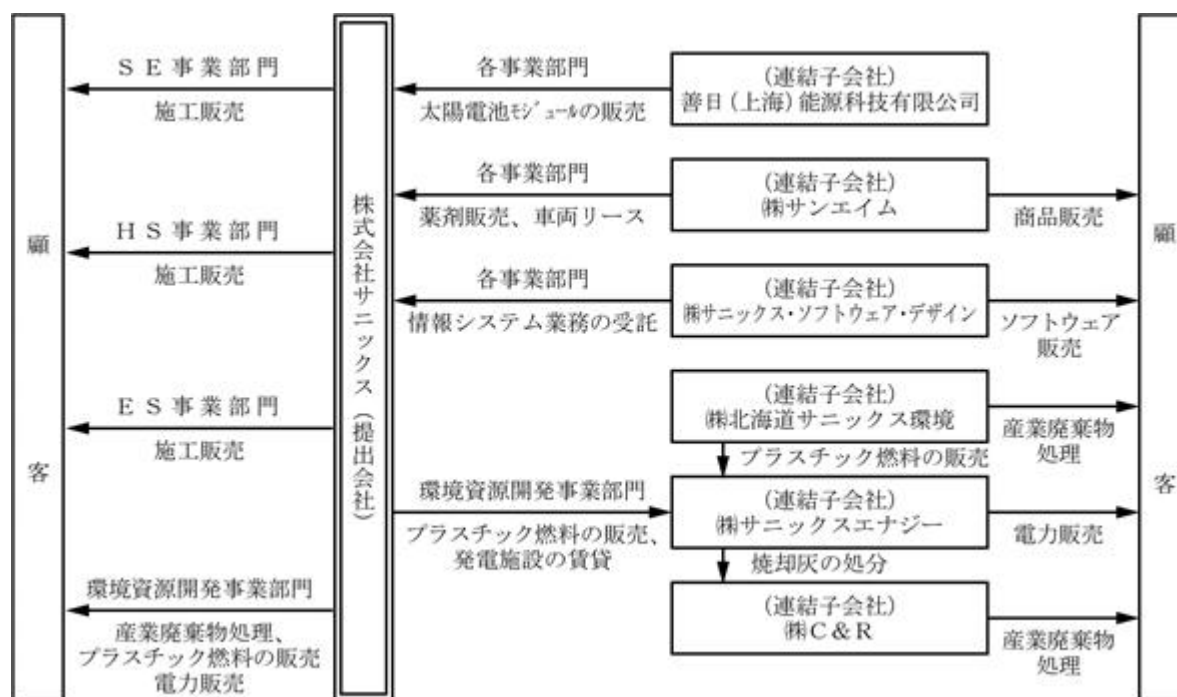 顧客
ＳＥ事業部門
施工販売
ＨＳ事業部門
施工販売
ＥＳ事業部門
施工販売
環境資源開発事業部門
産業廃棄物処理、
プラスチック燃料の販売
電力販売
株式会社サニックス（提出会社）
各事業部門
太陽電池ﾓｼﾞｭｰﾙの販売
各事業部門
薬剤販売、車両リース
各事業部門
情報システム業務の受託
環境資源開発事業部門
プラスチック燃料の販売、
発電施設の賃貸
(連結子会社)
善日(上海)能源科技有限公司
(連結子会社)
㈱サンエイム
(連結子会社)
㈱サニックス・ソフトウェア・デザイン
(連結子会社)
㈱北海道サニックス環境
プラスチック燃料の販売
(連結子会社)
㈱サニックスエナジー
焼却灰の処分
(連結子会社)
㈱Ｃ＆Ｒ
商品販売
ソフトウェア
販売
産業廃棄物
処理
電力販売
産業廃棄物
処理
顧客